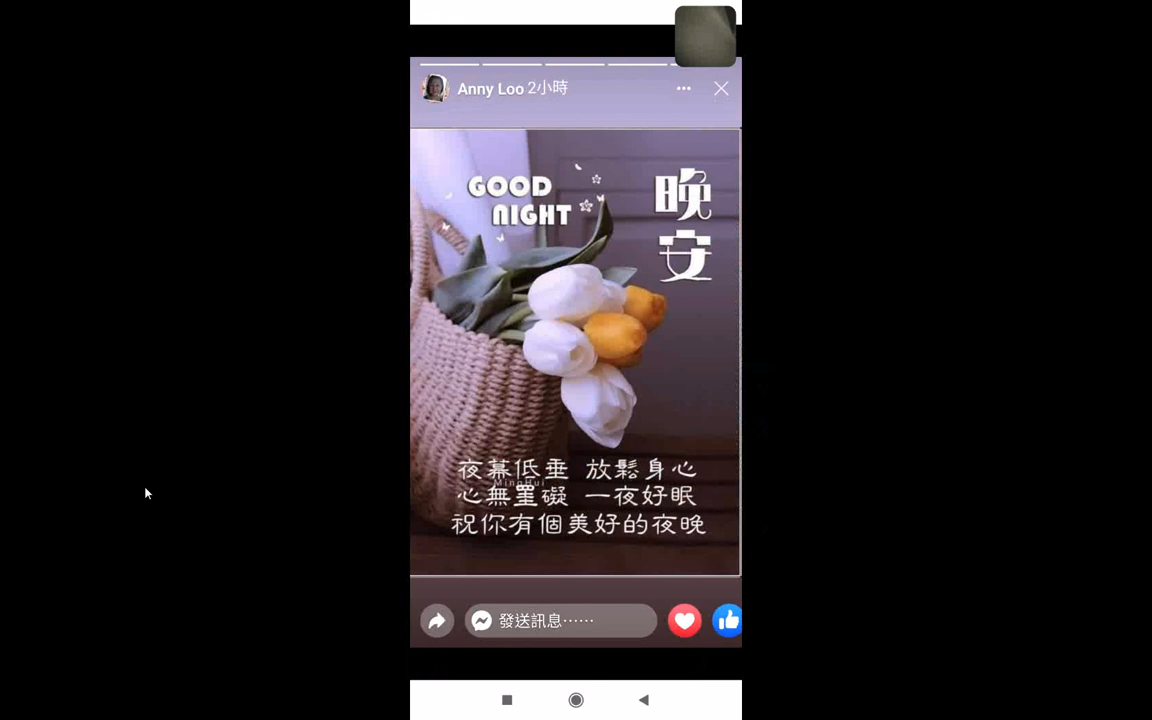 Anny Loo 2小時
GOOD
NIGHT
晚
安
夜幕低垂 放鬆身心
MingHui
心無罣礙 一夜好眠
祝你有個美好的夜晚
發送訊息……